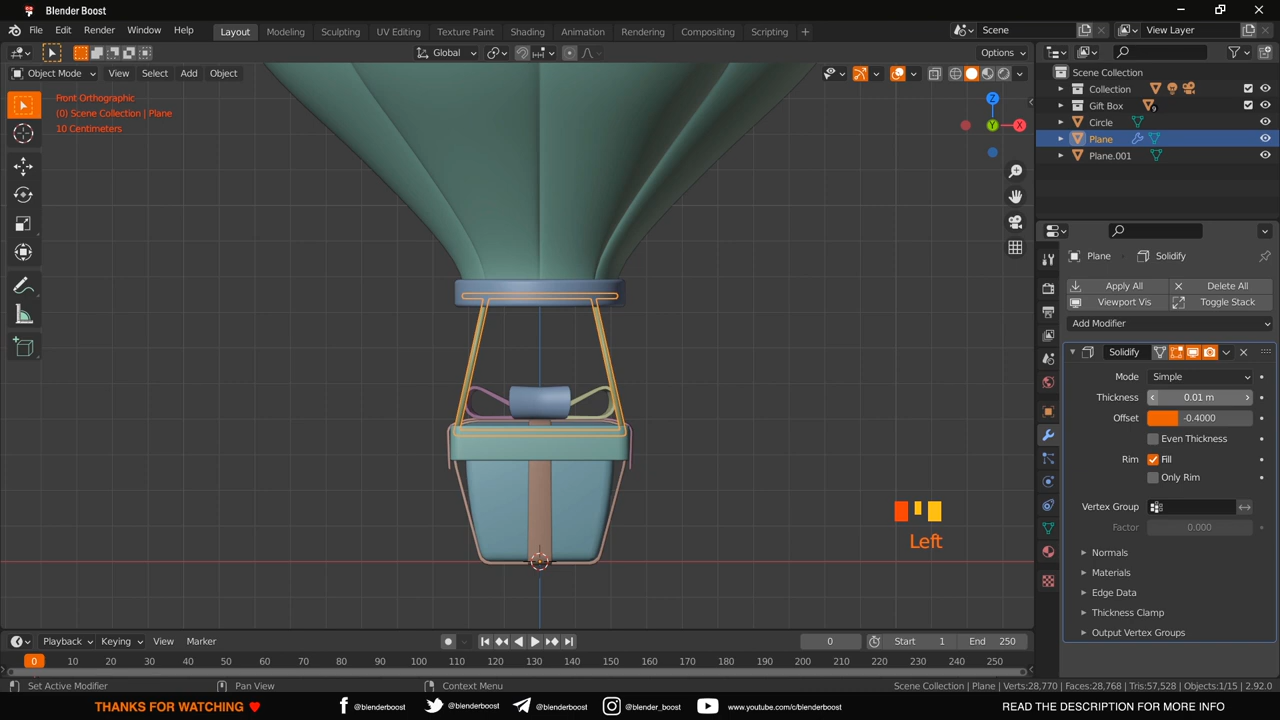 Blender Boost
File Edit Render Window Help Layout Modeling Sculpting UV Editing Texture Paint Shading Animation Rendering Compositing Scripting + Scene View Layer
Global Options
Object Mode View Select Add Object
Front Orthographic
(0) Scene Collection | Plane
10 Centimeters
Z
Y
X
Scene Collection
Collection
Gift Box 9
Circle
Plane
Plane.001
Plane Solidify
Apply All Delete All
Viewport Vis Toggle Stack
Add Modifier
Solidify
Mode Simple
Thickness 0.01 m
Offset -0.4000
Even Thickness
Rim Fill
Only Rim
Vertex Group
Factor 0.000
Normals
Materials
Edge Data
Thickness Clamp
Output Vertex Groups
Left
Playback Keying View Marker 0 Start 1 End 250
0 10 20 30 40 50 60 70 80 90 100 110 120 130 140 150 160 170 180 190 200 210 220 230 240 250
Set Active Modifier Pan View Context Menu Scene Collection | Plane | Verts:28,770 | Faces:28,768 | Tris:57,528 | Objects:1/15 | 2.92.0
THANKS FOR WATCHING ♥ @blenderboost @blenderboost @blenderboost @blender_boost www.youtube.com/c/blenderboost READ THE DESCRIPTION FOR MORE INFO